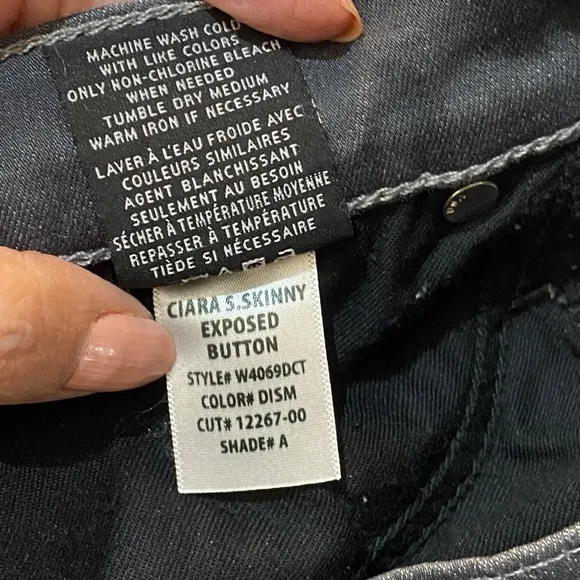 MACHINE WASH COLD
WITH LIKE COLORS
ONLY NON-CHLORINE BLEACH
WHEN NEEDED
TUMBLE DRY MEDIUM
WARM IRON IF NECESSARY
LAVER À L'EAU FROIDE AVEC
COULEURS SIMILAIRES
AGENT BLANCHISSANT
SEULEMENT AU BESOIN
SÉCHER À TEMPÉRATURE MOYENNE
REPASSER À TEMPÉRATURE
TIÈDE SI NÉCESSAIRE
CIARA S.SKINNY
EXPOSED
BUTTON
STYLE# W4069DCT
COLOR# DISM
CUT# 12267-00
SHADE# A